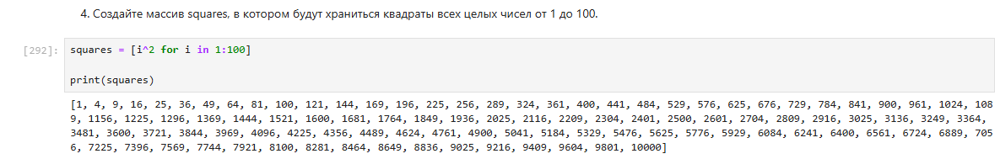 4. Создайте массив squares, в котором будут храниться квадраты всех целых чисел от 1 до 100.
[292]:
squares = [i^2 for i in 1:100]
print(squares)
[1, 4, 9, 16, 25, 36, 49, 64, 81, 100, 121, 144, 169, 196, 225, 256, 289, 324, 361, 400, 441, 484, 529, 576, 625, 676, 729, 784, 841, 900, 961, 1024, 108
9, 1156, 1225, 1296, 1369, 1444, 1521, 1600, 1681, 1764, 1849, 1936, 2025, 2116, 2209, 2304, 2401, 2500, 2601, 2704, 2809, 2916, 3025, 3136, 3249, 3364,
3481, 3600, 3721, 3844, 3969, 4096, 4225, 4356, 4489, 4624, 4761, 4900, 5041, 5184, 5329, 5476, 5625, 5776, 5929, 6084, 6241, 6400, 6561, 6724, 6889, 705
6, 7225, 7396, 7569, 7744, 7921, 8100, 8281, 8464, 8649, 8836, 9025, 9216, 9409, 9604, 9801, 10000]